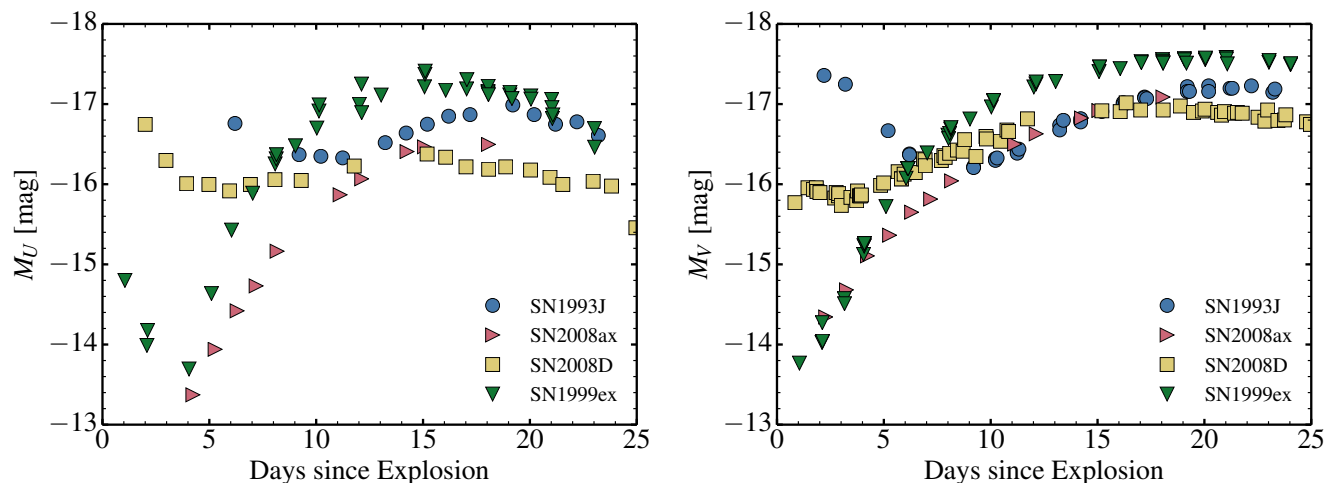 −18
−17
−16
−15
−14
−13
M_U [mag]
0
5
10
15
20
25
Days since Explosion
SN1993J
SN2008ax
SN2008D
SN1999ex
−18
−17
−16
−15
−14
−13
M_V [mag]
0
5
10
15
20
25
Days since Explosion
SN1993J
SN2008ax
SN2008D
SN1999ex